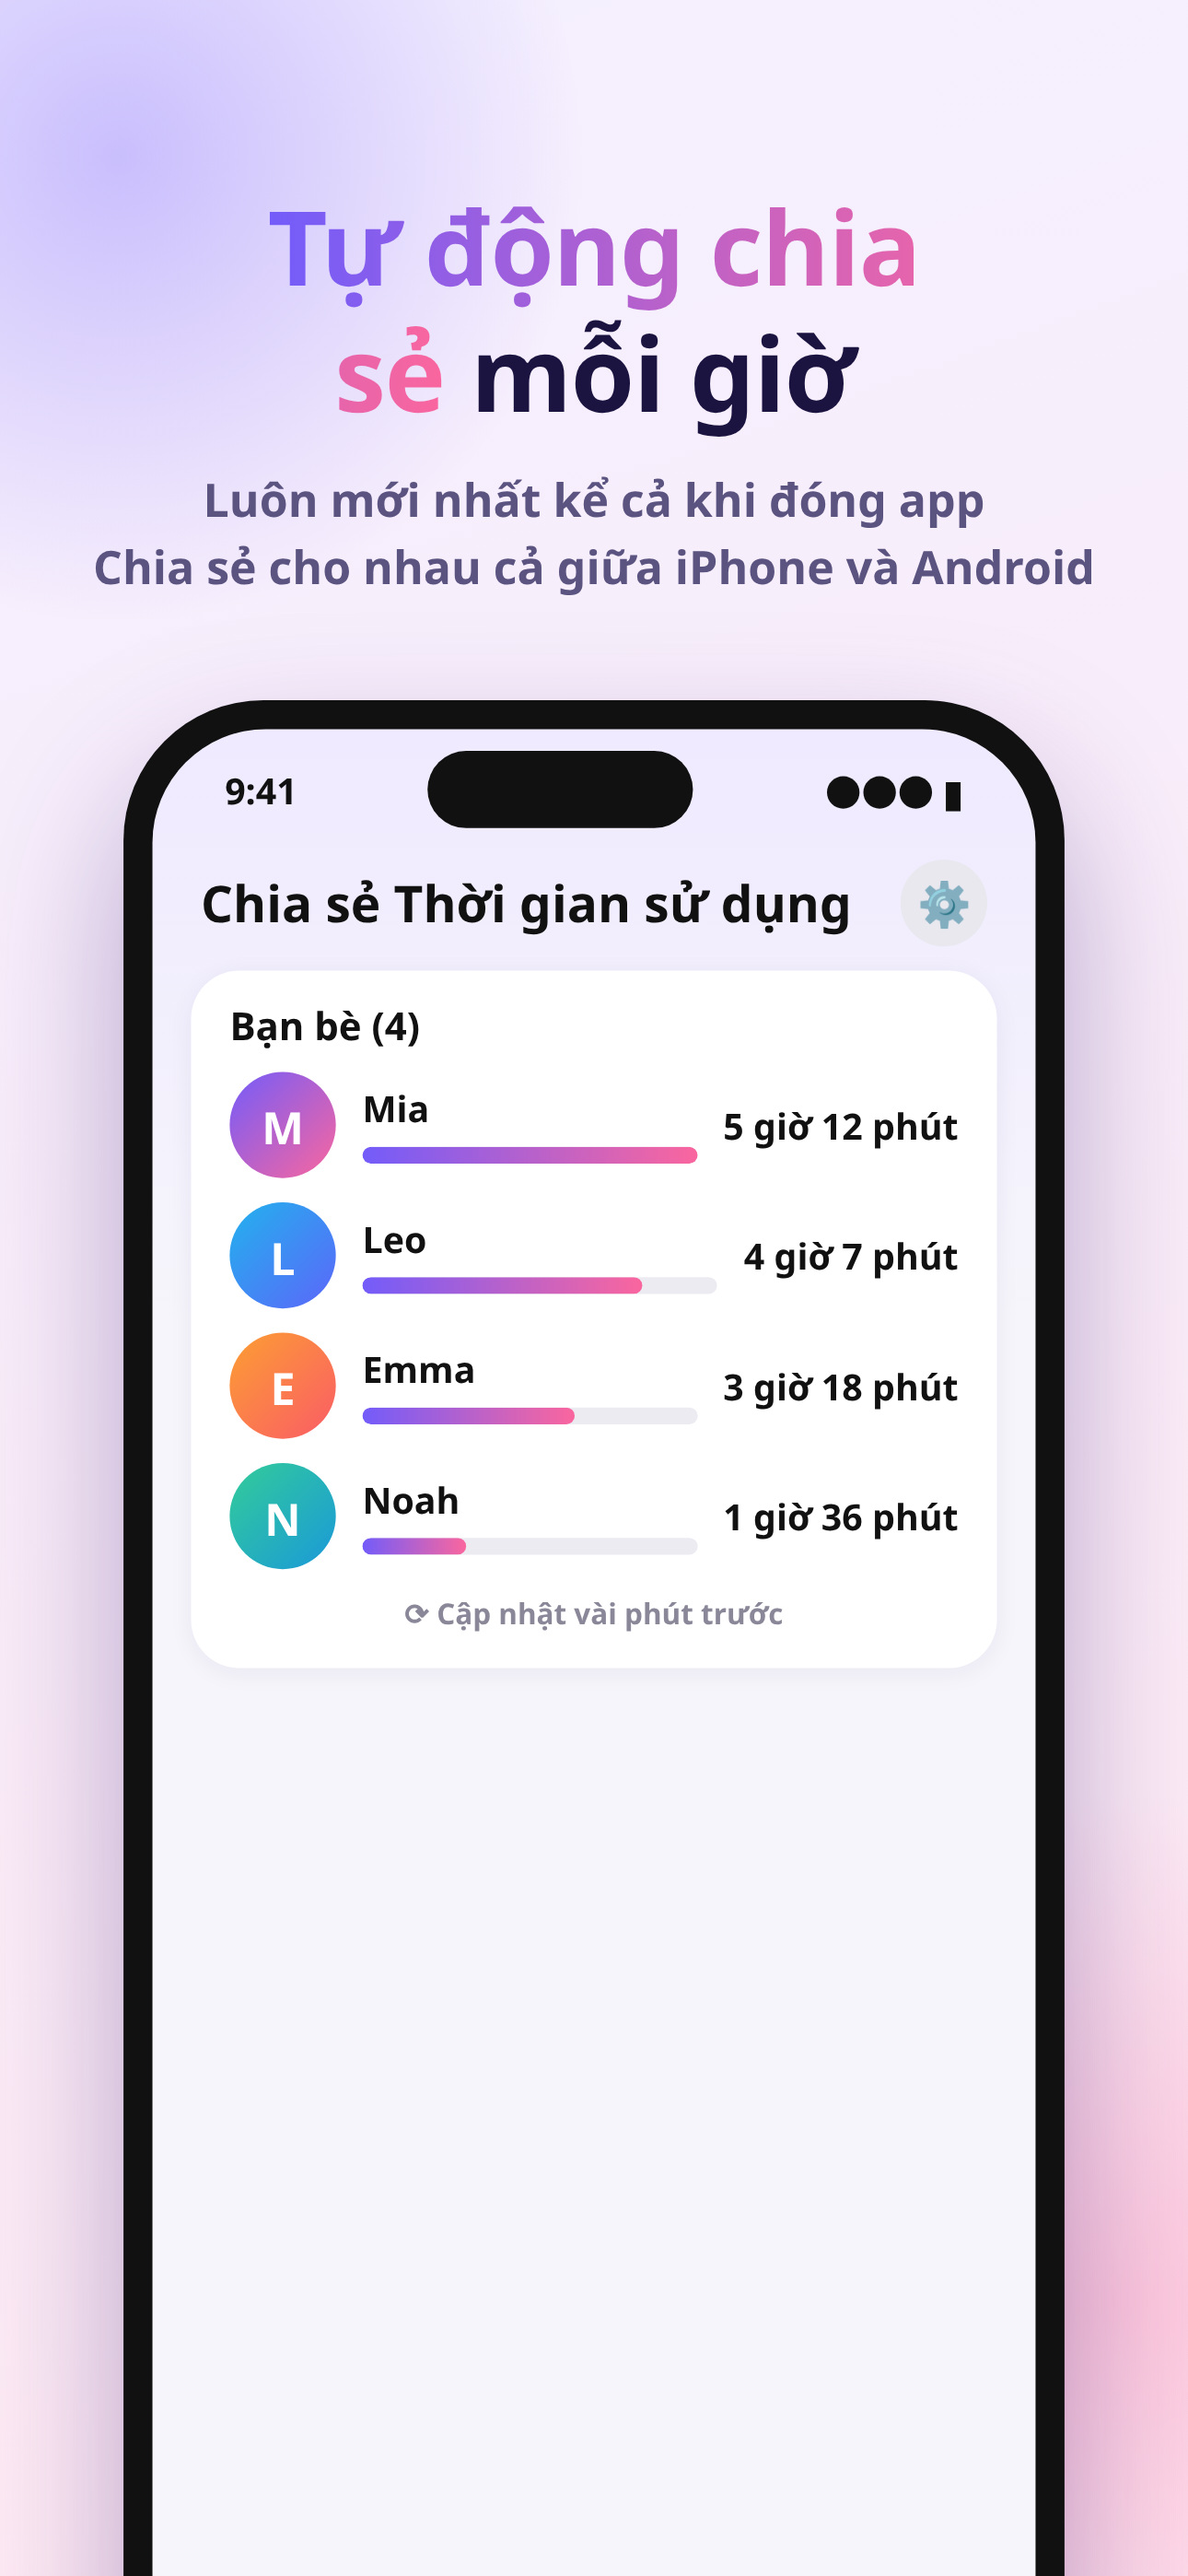 Tự động chia
sẻ mỗi giờ
Luôn mới nhất kể cả khi đóng app
Chia sẻ cho nhau cả giữa iPhone và Android
9:41
Chia sẻ Thời gian sử dụng
Bạn bè (4)
M
Mia
5 giờ 12 phút
L
Leo
4 giờ 7 phút
E
Emma
3 giờ 18 phút
N
Noah
1 giờ 36 phút
⟳ Cập nhật vài phút trước